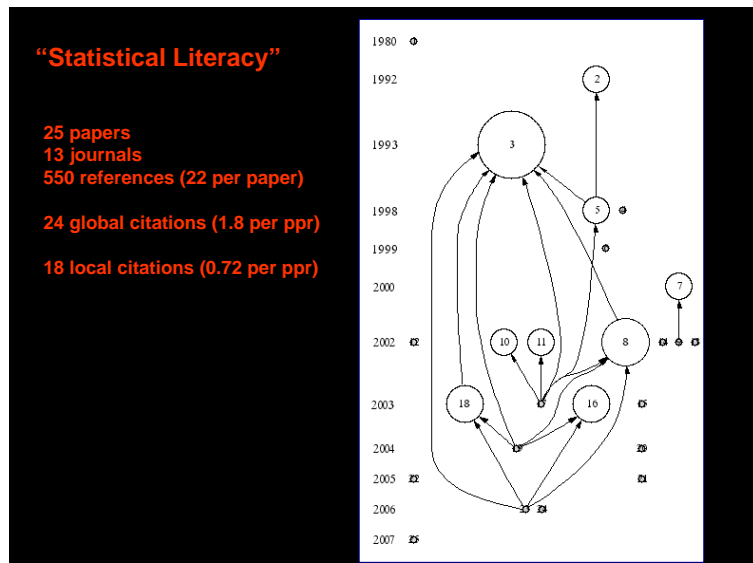 “Statistical Literacy”
25 papers
13 journals
550 references (22 per paper)
24 global citations (1.8 per ppr)
18 local citations (0.72 per ppr)
1980
1992 2
1993 3
1998 5
1999
2000 7
2002 10 11 8
2003 18 16
2004
2005
2006
2007